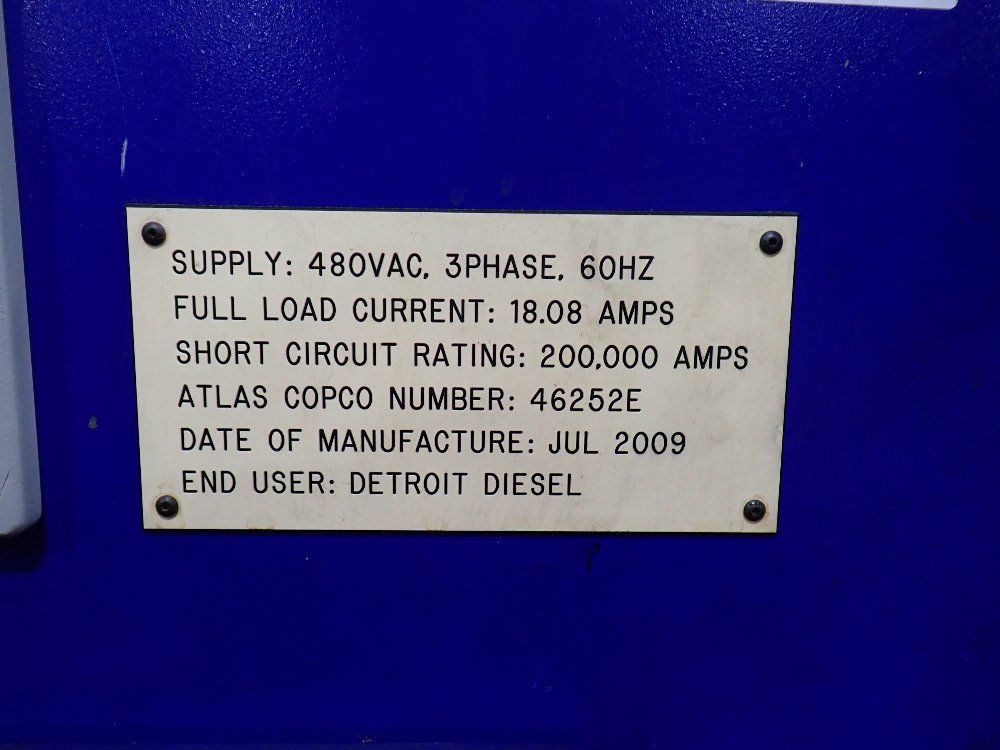 SUPPLY: 480VAC, 3PHASE, 60HZ
FULL LOAD CURRENT: 18.08 AMPS
SHORT CIRCUIT RATING: 200,000 AMPS
ATLAS COPCO NUMBER: 46252E
DATE OF MANUFACTURE: JUL 2009
END USER: DETROIT DIESEL